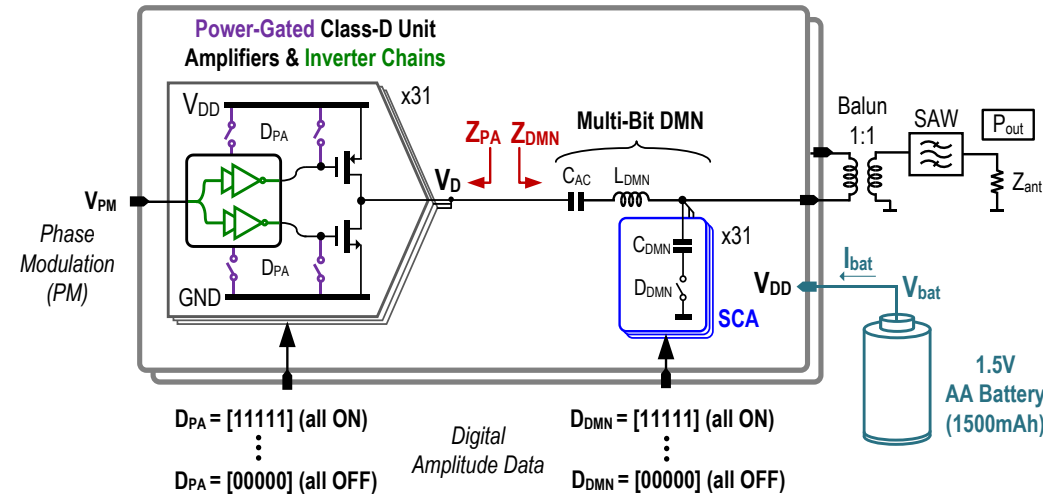 Power-Gated Class-D Unit
Amplifiers & Inverter Chains
x31
VDD
DPA
VPM
Phase
Modulation
(PM)
DPA
GND
ZPA ZDMN
VD
Multi-Bit DMN
CAC LDMN
x31
CDMN
DDMN
SCA
Balun
1:1
SAW
Pout
Zant
VDD
Ibat
Vbat
1.5V
AA Battery
(1500mAh)
DPA = [11111] (all ON)
DPA = [00000] (all OFF)
Digital
Amplitude Data
DDMN = [11111] (all ON)
DDMN = [00000] (all OFF)